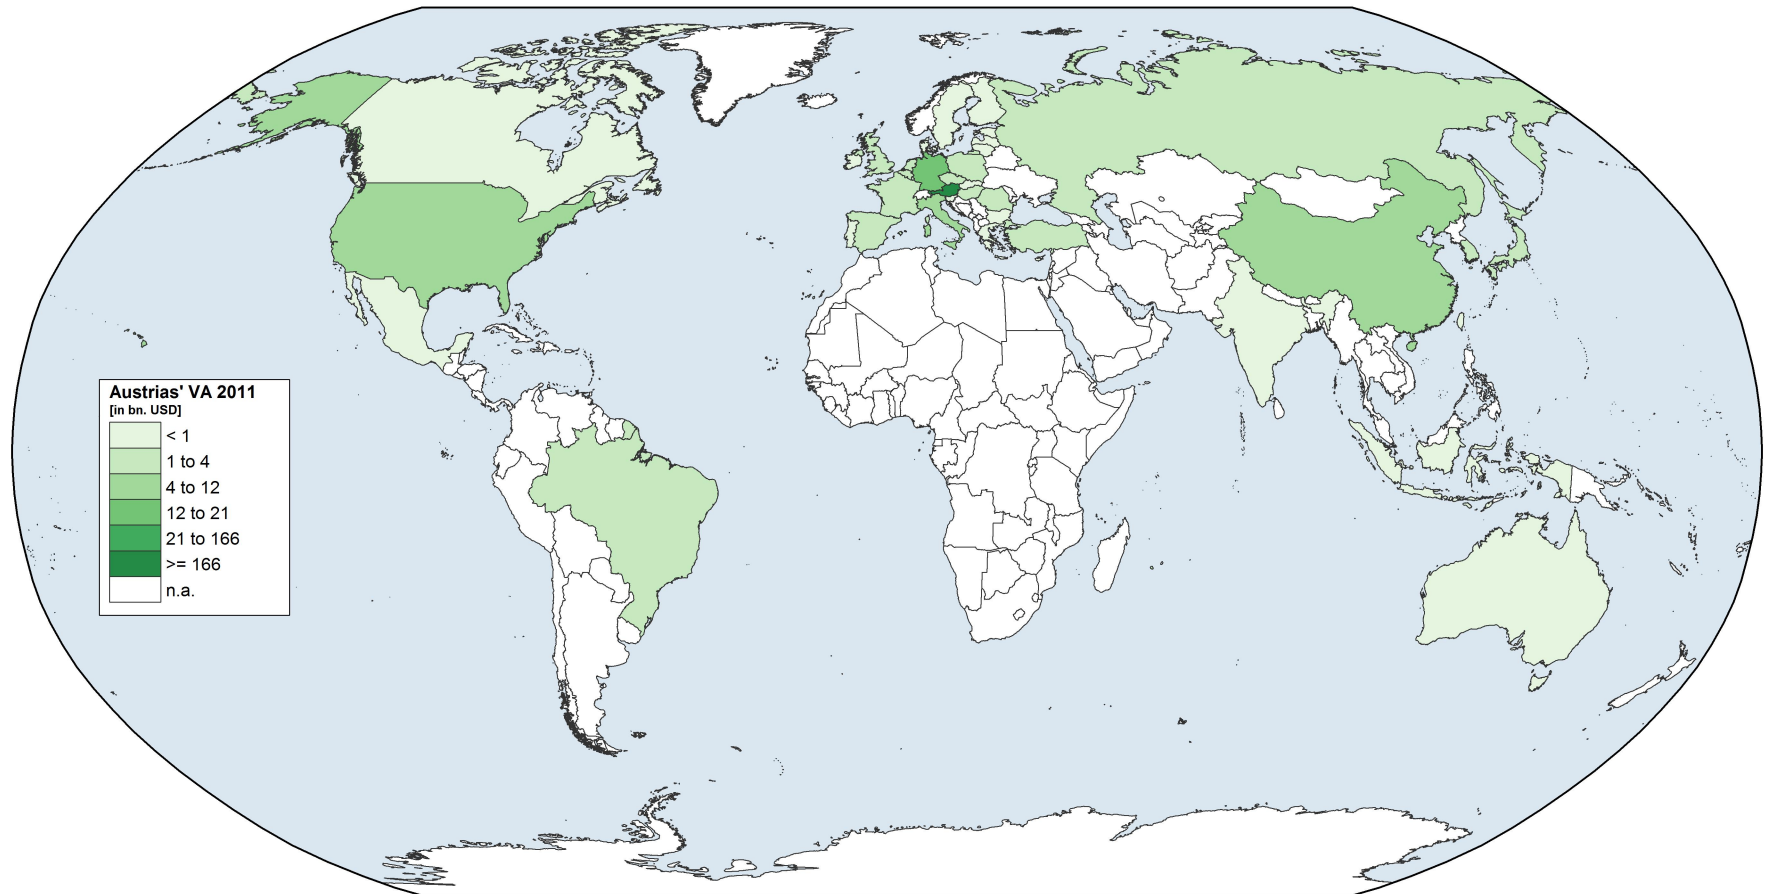 Austrias' VA 2011
[in bn. USD]
< 1
1 to 4
4 to 12
12 to 21
21 to 166
>= 166
n.a.